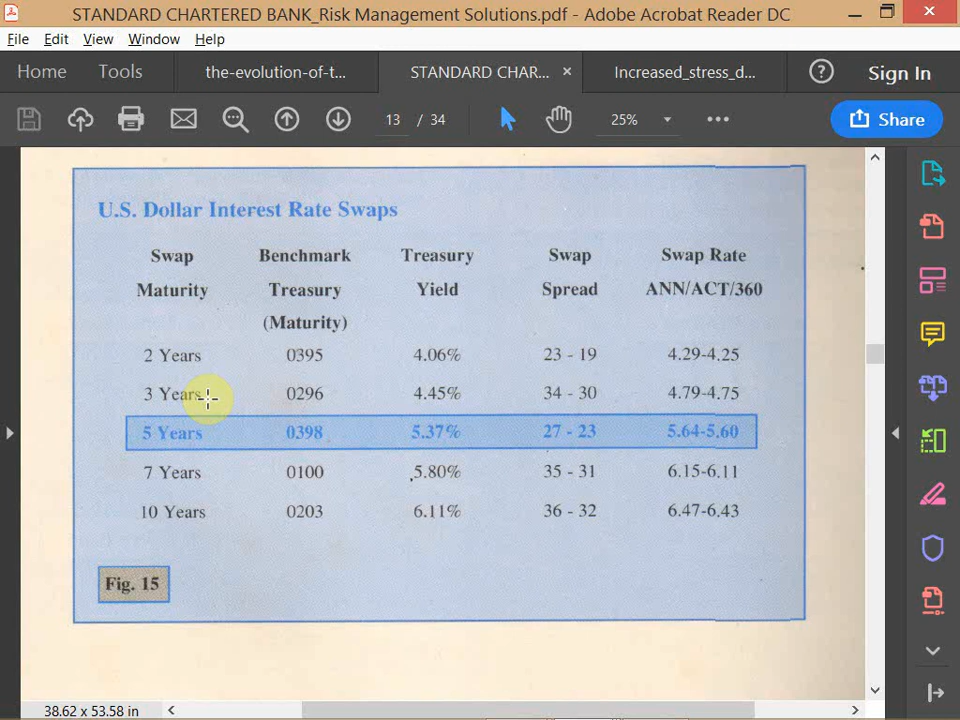 STANDARD CHARTERED BANK_Risk Management Solutions.pdf - Adobe Acrobat Reader DC
File Edit View Window Help
Home Tools the-evolution-of-t... STANDARD CHAR... × Increased_stress_d... ? Sign In
13 / 34 25% Share
U.S. Dollar Interest Rate Swaps
Swap Benchmark Treasury Swap Swap Rate
Maturity Treasury Yield Spread ANN/ACT/360
(Maturity)
2 Years 0395 4.06% 23 - 19 4.29-4.25
3 Years 0296 4.45% 34 - 30 4.79-4.75
5 Years 0398 5.37% 27 - 23 5.64-5.60
7 Years 0100 5.80% 35 - 31 6.15-6.11
10 Years 0203 6.11% 36 - 32 6.47-6.43
Fig. 15
38.62 x 53.58 in